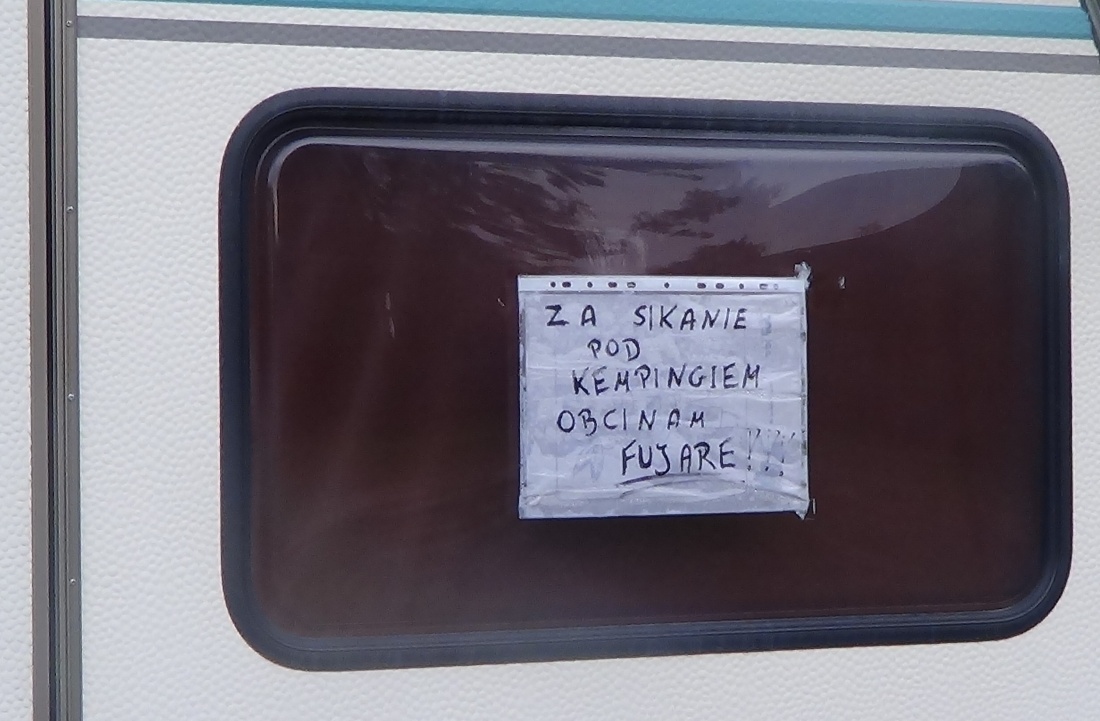 ZA SIKANIE
POD
KEMPINGIEM
OBCINAM
FUJARE!!!